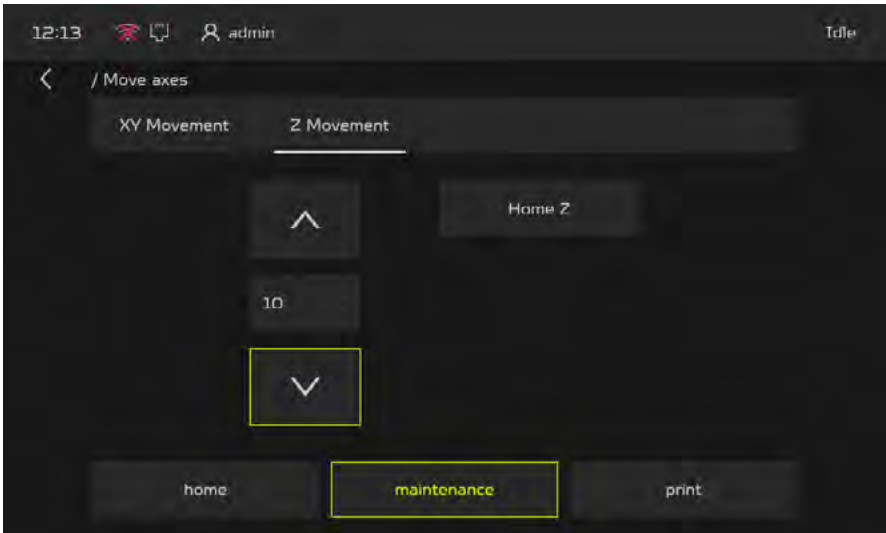 12:13 admin Idle
/ Move axes
XY Movement Z Movement
Home Z
10
home maintenance print